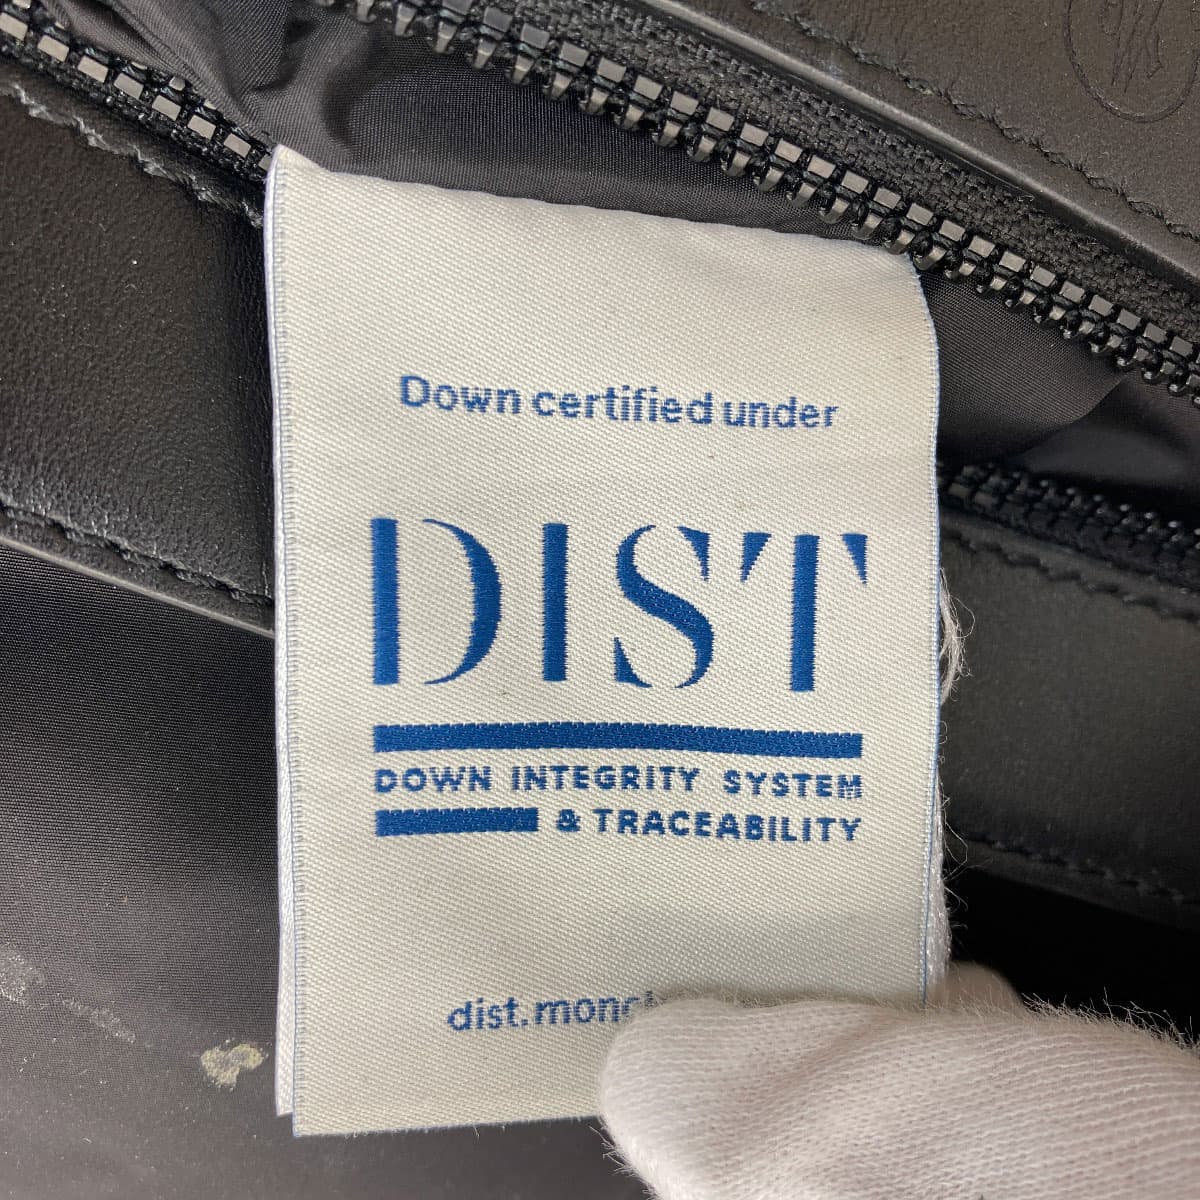 Down certified under
DIST
DOWN INTEGRITY SYSTEM
& TRACEABILITY